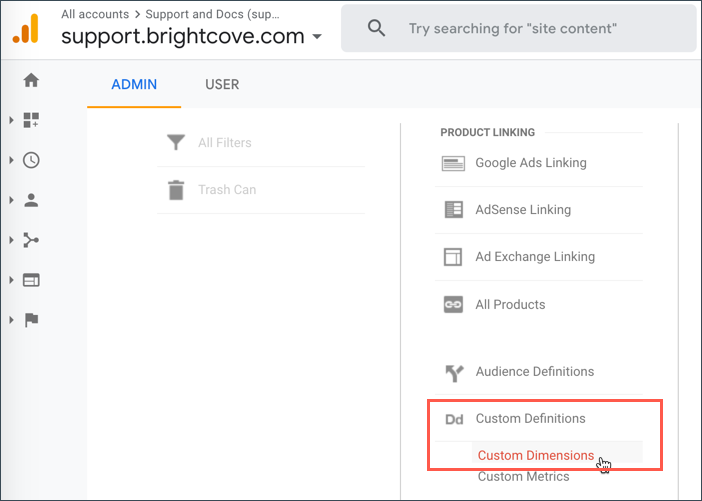 All accounts > Support and Docs (sup…
support.brightcove.com
Try searching for "site content"
ADMIN
USER
All Filters
Trash Can
PRODUCT LINKING
Google Ads Linking
AdSense Linking
Ad Exchange Linking
All Products
Audience Definitions
Dd Custom Definitions
Custom Dimensions
Custom Metrics